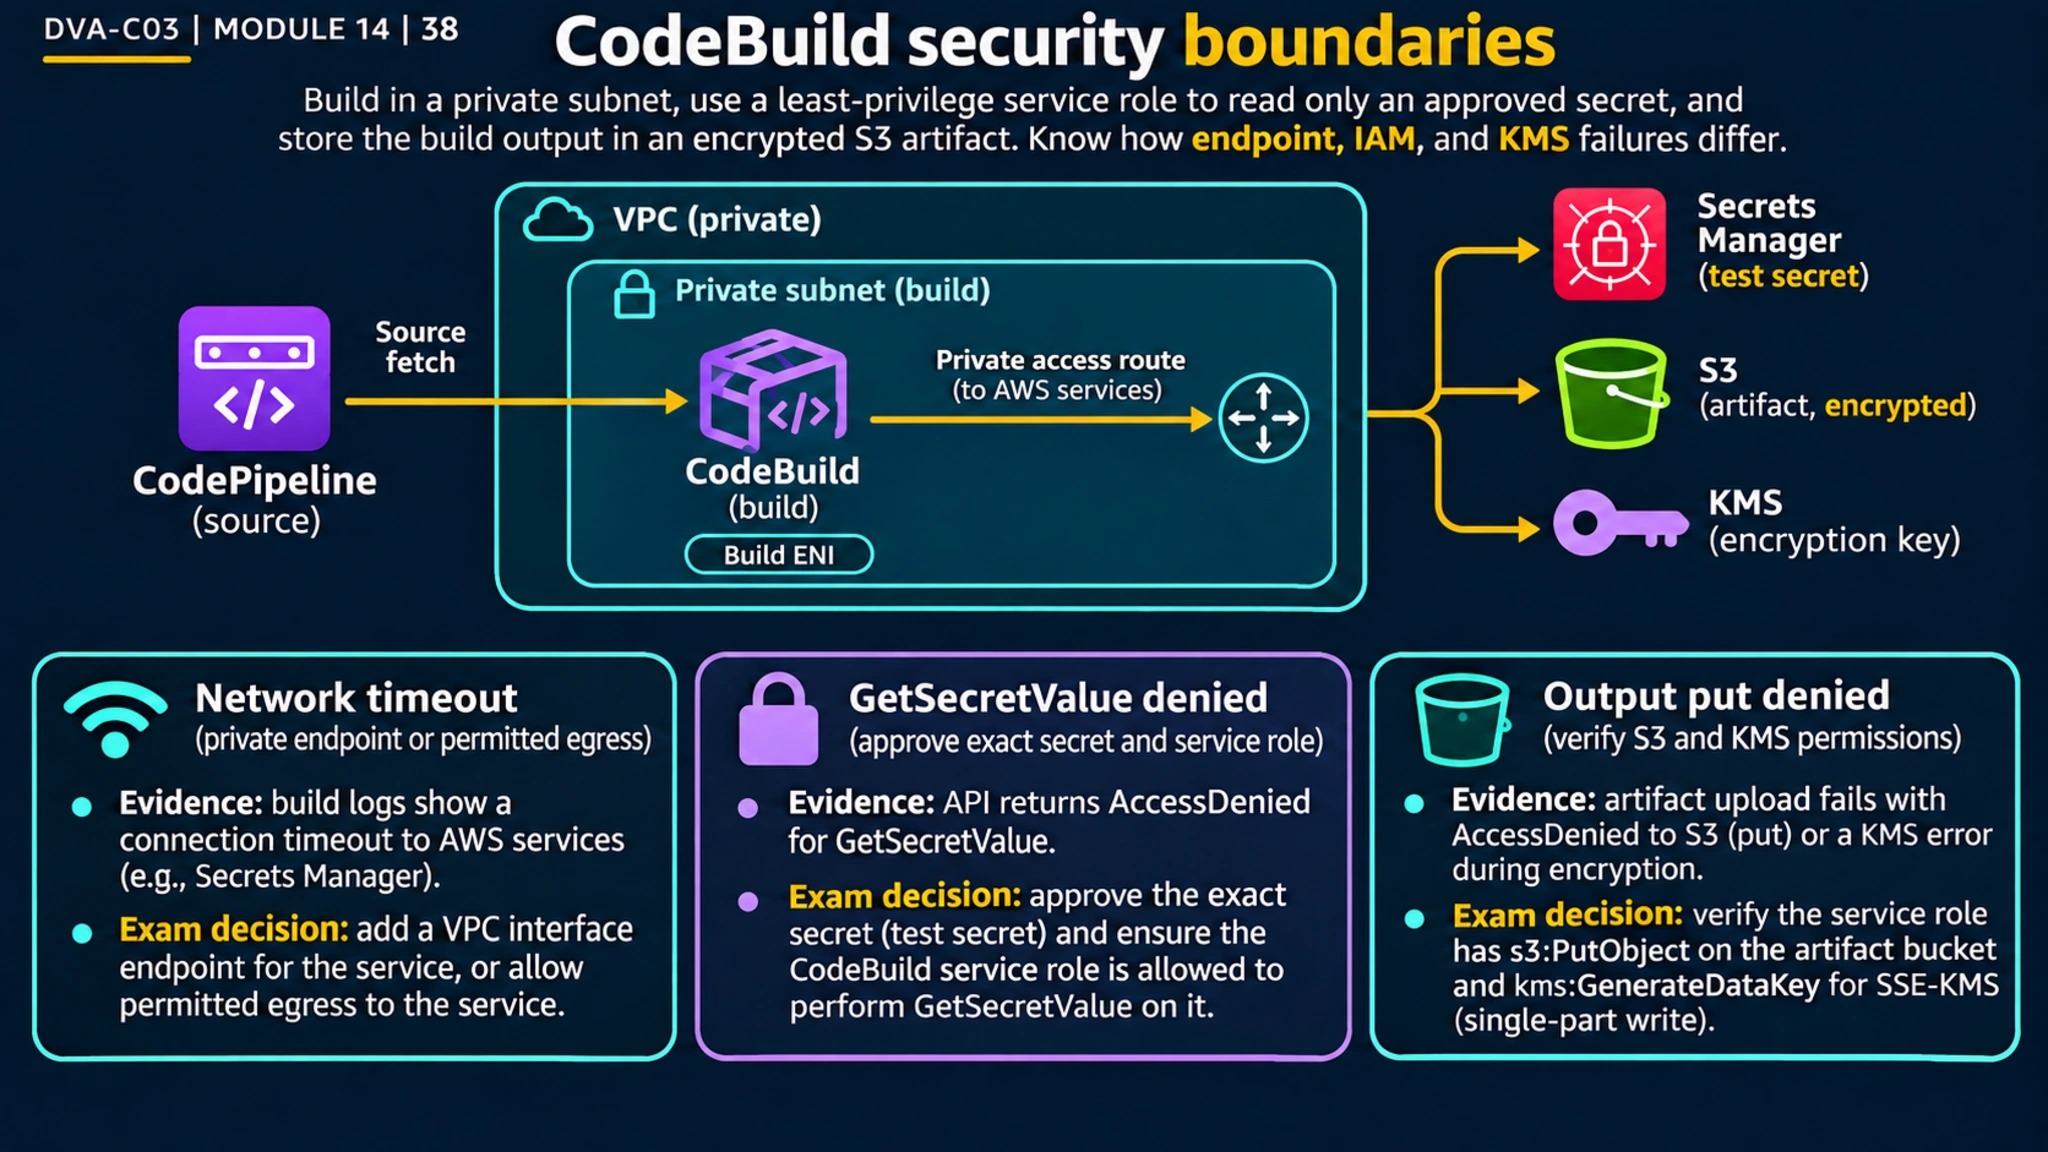 DVA-C03 | MODULE 14 | 38
CodeBuild security boundaries
Build in a private subnet, use a least-privilege service role to read only an approved secret, and
store the build output in an encrypted S3 artifact. Know how endpoint, IAM, and KMS failures differ.
VPC (private)
Private subnet (build)
Source
fetch
CodePipeline
(source)
CodeBuild
(build)
Build ENI
Private access route
(to AWS services)
Secrets
Manager
(test secret)
S3
(artifact, encrypted)
KMS
(encryption key)
Network timeout
(private endpoint or permitted egress)
Evidence: build logs show a
connection timeout to AWS services
(e.g., Secrets Manager).
Exam decision: add a VPC interface
endpoint for the service, or allow
permitted egress to the service.
GetSecretValue denied
(approve exact secret and service role)
Evidence: API returns AccessDenied
for GetSecretValue.
Exam decision: approve the exact
secret (test secret) and ensure the
CodeBuild service role is allowed to
perform GetSecretValue on it.
Output put denied
(verify S3 and KMS permissions)
Evidence: artifact upload fails with
AccessDenied to S3 (put) or a KMS error
during encryption.
Exam decision: verify the service role
has s3:PutObject on the artifact bucket
and kms:GenerateDataKey for SSE-KMS
(single-part write).